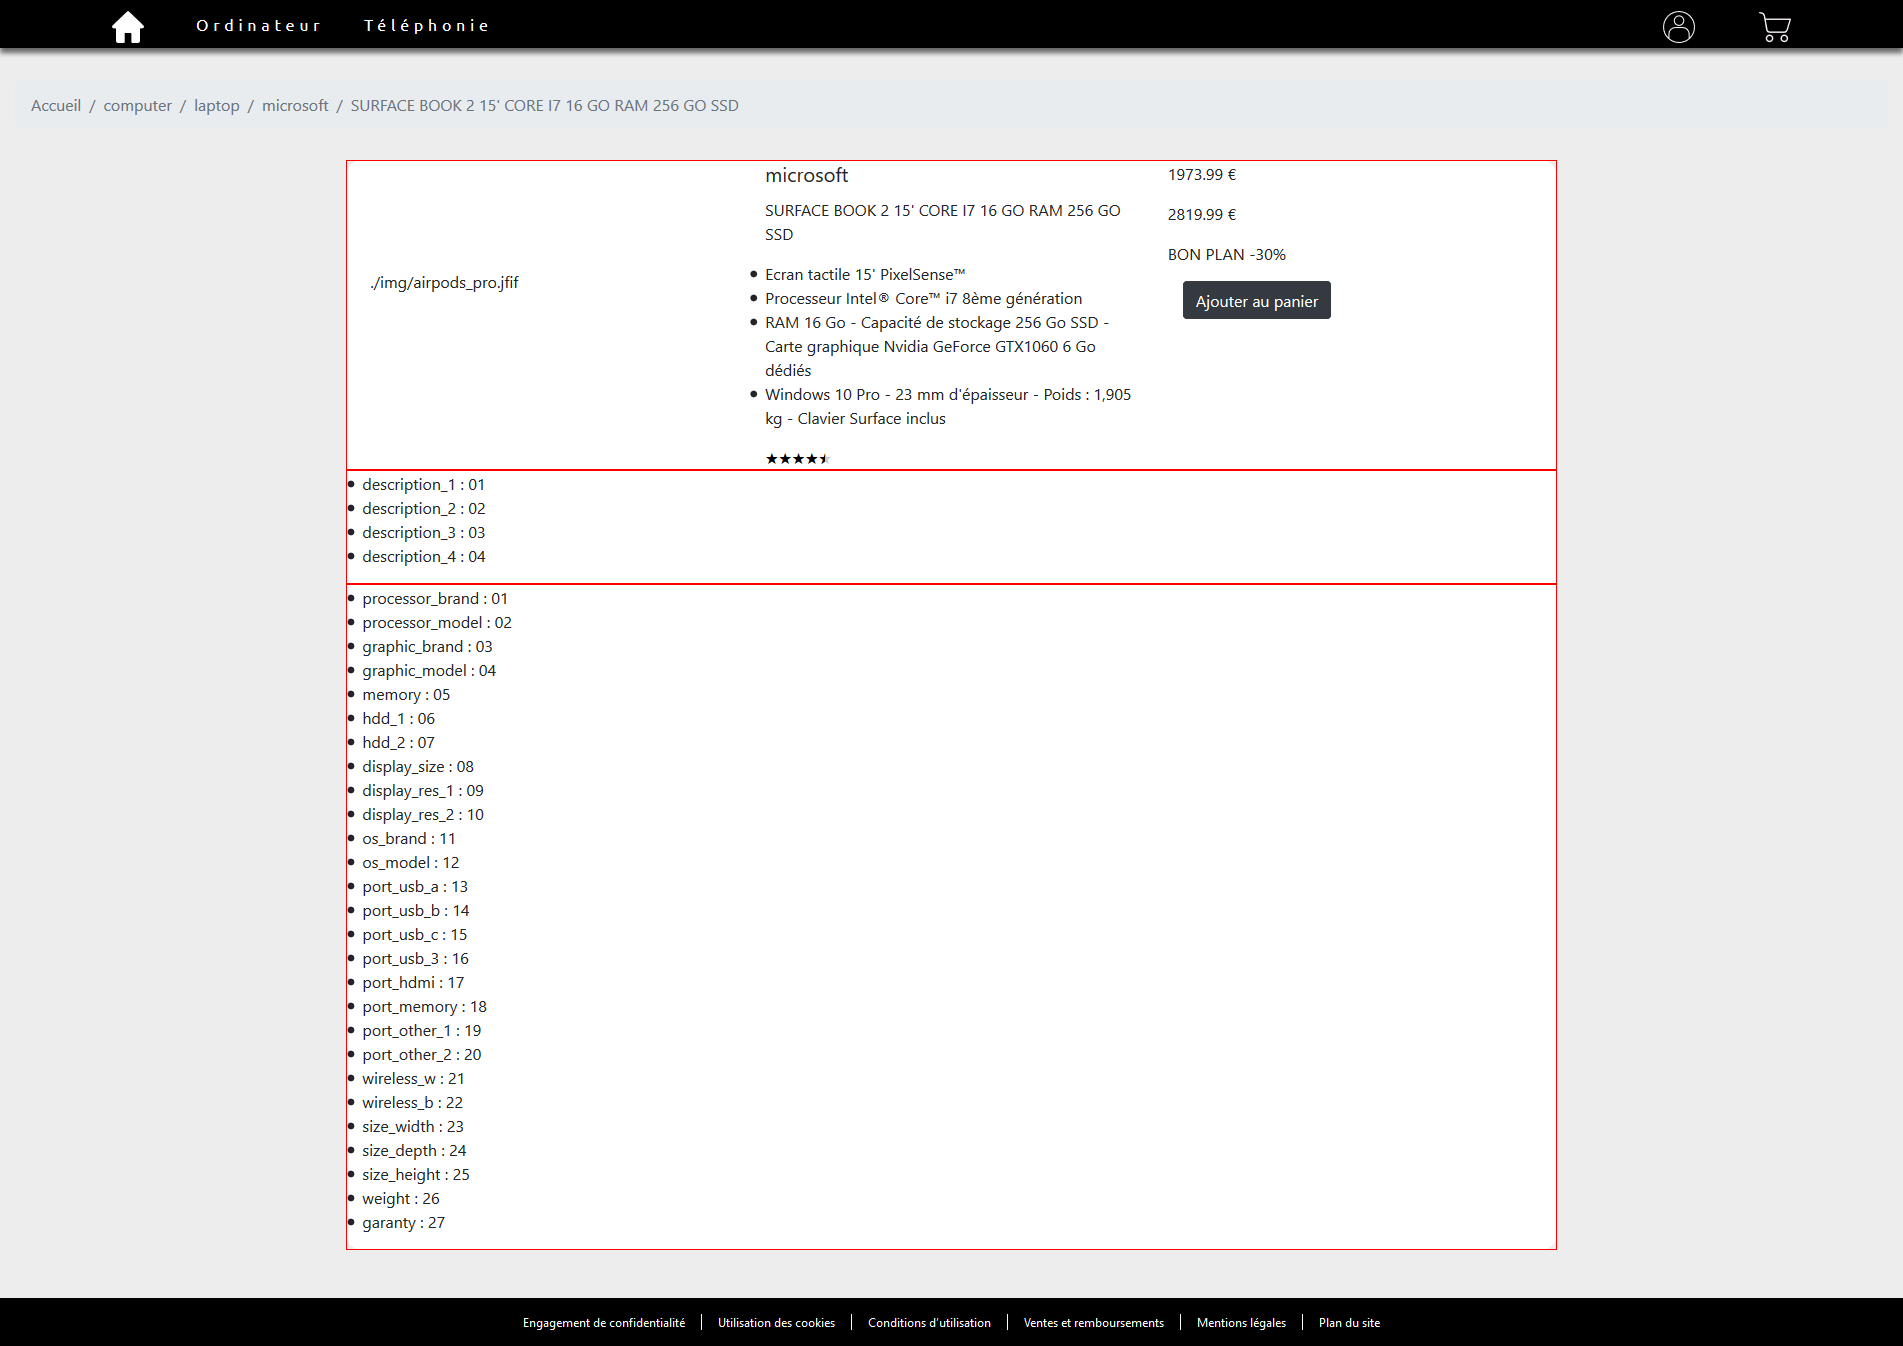 Ordinateur Téléphonie
Accueil / computer / laptop / microsoft / SURFACE BOOK 2 15' CORE I7 16 GO RAM 256 GO SSD
./img/airpods_pro.jfif
microsoft
SURFACE BOOK 2 15' CORE I7 16 GO RAM 256 GO
SSD
Ecran tactile 15' PixelSense™
Processeur Intel® Core™ i7 8ème génération
RAM 16 Go - Capacité de stockage 256 Go SSD -
Carte graphique Nvidia GeForce GTX1060 6 Go
dédiés
Windows 10 Pro - 23 mm d'épaisseur - Poids : 1,905
kg - Clavier Surface inclus
1973.99 €
2819.99 €
BON PLAN -30%
Ajouter au panier
description_1 : 01
description_2 : 02
description_3 : 03
description_4 : 04
processor_brand : 01
processor_model : 02
graphic_brand : 03
graphic_model : 04
memory : 05
hdd_1 : 06
hdd_2 : 07
display_size : 08
display_res_1 : 09
display_res_2 : 10
os_brand : 11
os_model : 12
port_usb_a : 13
port_usb_b : 14
port_usb_c : 15
port_usb_3 : 16
port_hdmi : 17
port_memory : 18
port_other_1 : 19
port_other_2 : 20
wireless_w : 21
wireless_b : 22
size_width : 23
size_depth : 24
size_height : 25
weight : 26
garanty : 27
Engagement de confidentialité Utilisation des cookies Conditions d'utilisation Ventes et remboursements Mentions légales Plan du site